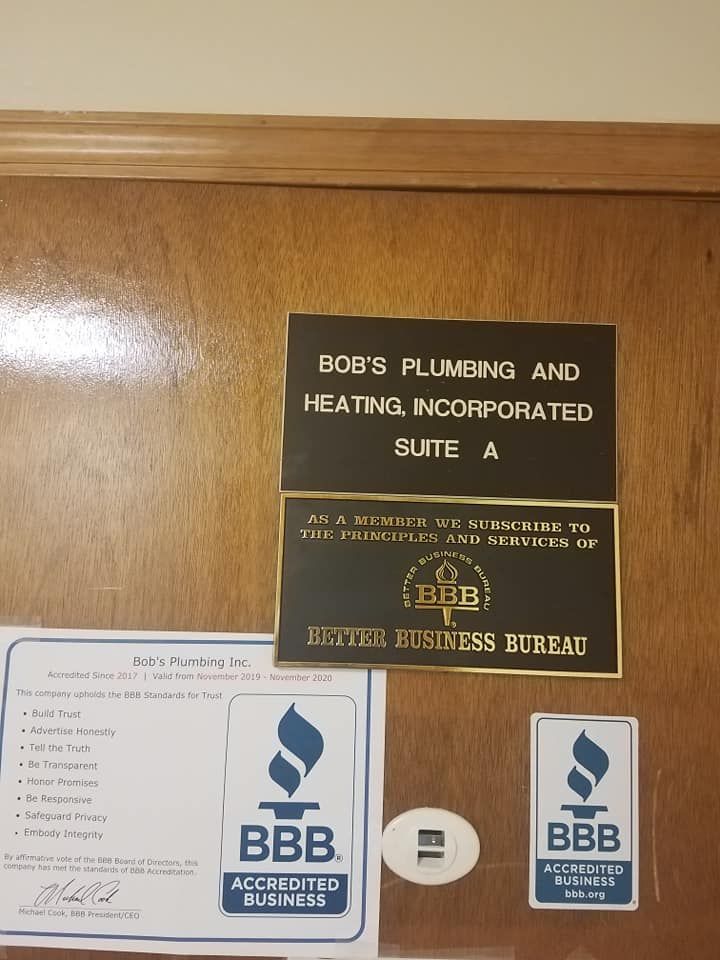 BOB'S PLUMBING AND
HEATING, INCORPORATED
SUITE A
AS A MEMBER WE SUBSCRIBE TO
THE PRINCIPLES AND SERVICES OF
BETTER BUSINESS BUREAU
BBB®
BETTER BUSINESS BUREAU
Bob's Plumbing Inc.
Accredited Since 2017 | Valid from November 2019 - November 2020
This company upholds the BBB Standards for Trust
• Build Trust
• Advertise Honestly
• Tell the Truth
• Be Transparent
• Honor Promises
• Be Responsive
• Safeguard Privacy
• Embody Integrity
By affirmative vote of the BBB Board of Directors, this
company has met the standards of BBB Accreditation.
Michael Cook
Michael Cook, BBB President/CEO
BBB®
ACCREDITED
BUSINESS
BBB
ACCREDITED
BUSINESS
bbb.org